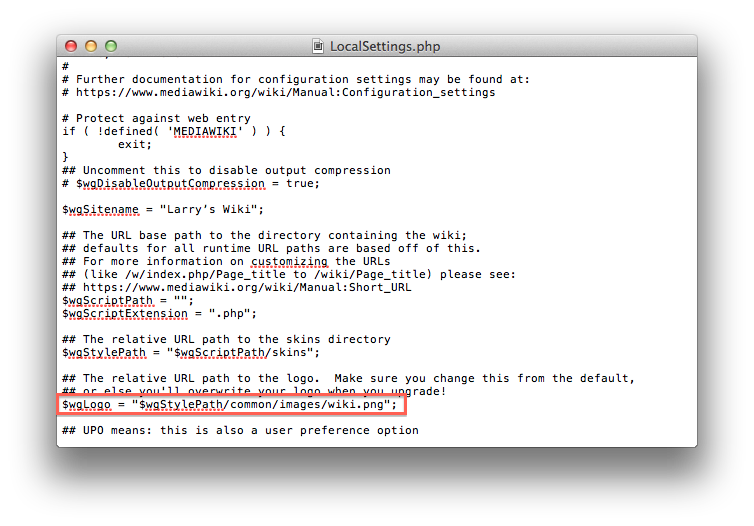 LocalSettings.php
#
# Further documentation for configuration settings may be found at:
# https://www.mediawiki.org/wiki/Manual:Configuration_settings
# Protect against web entry
if ( !defined( 'MEDIAWIKI' ) ) {
exit;
}
## Uncomment this to disable output compression
# $wgDisableOutputCompression = true;
$wgSitename = "Larry’s Wiki";
## The URL base path to the directory containing the wiki;
## defaults for all runtime URL paths are based off of this.
## For more information on customizing the URLs
## (like /w/index.php/Page_title to /wiki/Page_title) please see:
## https://www.mediawiki.org/wiki/Manual:Short_URL
$wgScriptPath = "";
$wgScriptExtension = ".php";
## The relative URL path to the skins directory
$wgStylePath = "$wgScriptPath/skins";
## The relative URL path to the logo.  Make sure you change this from the default,
## or else you'll overwrite your logo when you upgrade!
$wgLogo = "$wgStylePath/common/images/wiki.png";
## UPO means: this is also a user preference option